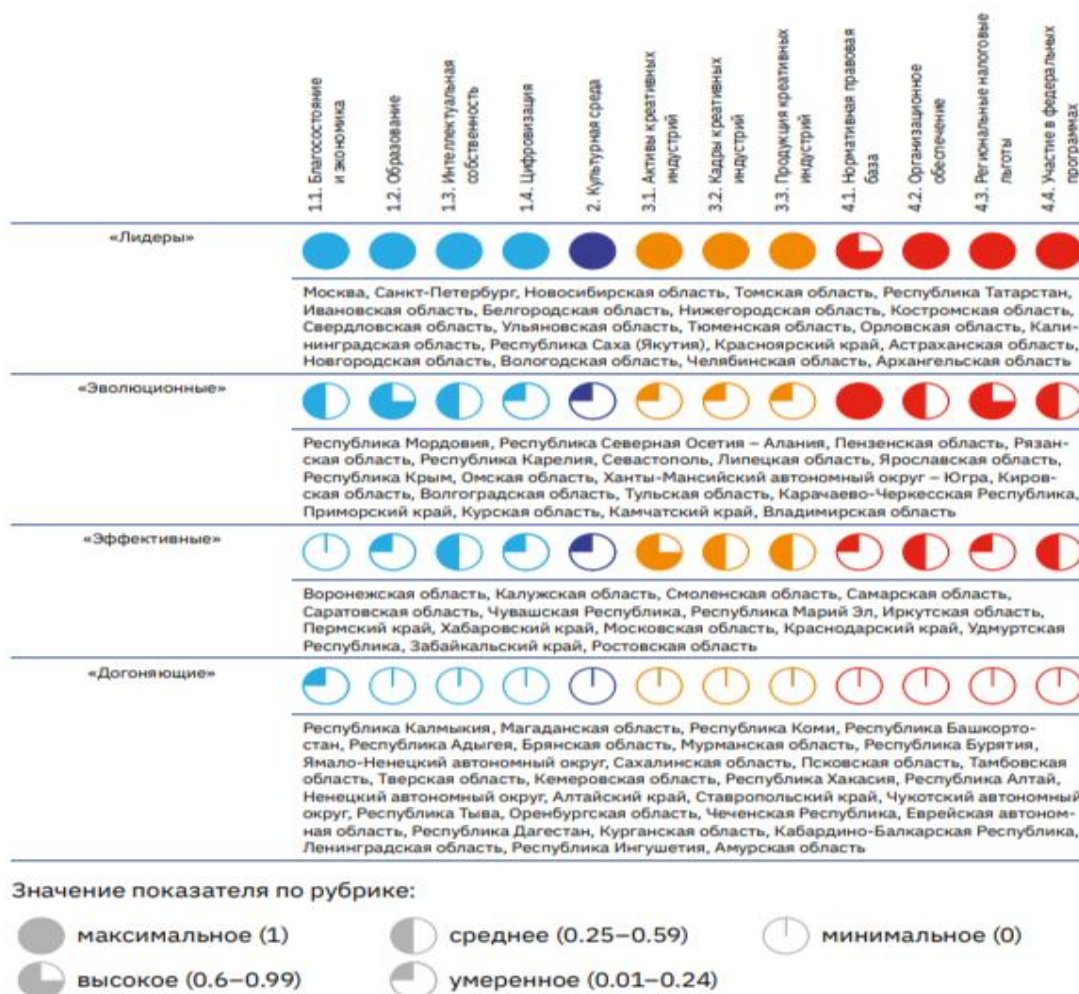 1.1. Благосостояние
и экономика
1.2. Образование
1.3. Интеллектуальная
собственность
1.4. Цифровизация
2. Культурная среда
3.1. Активы креативных
индустрий
3.2. Кадры креативных
индустрий
3.3. Продукция креативных
индустрий
4.1. Нормативная правовая
база
4.2. Организационное
обеспечение
4.3. Региональные налоговые
льготы
4.4. Участие в федеральных
программах
«Лидеры»
Москва, Санкт-Петербург, Новосибирская область, Томская область, Республика Татарстан,
Ивановская область, Белгородская область, Нижегородская область, Костромская область,
Свердловская область, Ульяновская область, Тюменская область, Орловская область, Кали-
нинградская область, Республика Саха (Якутия), Красноярский край, Астраханская область,
Новгородская область, Вологодская область, Челябинская область, Архангельская область
«Эволюционные»
Республика Мордовия, Республика Северная Осетия – Алания, Пензенская область, Рязан-
ская область, Республика Карелия, Севастополь, Липецкая область, Ярославская область,
Республика Крым, Омская область, Ханты-Мансийский автономный округ – Югра, Киров-
ская область, Волгоградская область, Тульская область, Карачаево-Черкесская Республика,
Приморский край, Курская область, Камчатский край, Владимирская область
«Эффективные»
Воронежская область, Калужская область, Смоленская область, Самарская область,
Саратовская область, Чувашская Республика, Республика Марий Эл, Иркутская область,
Пермский край, Хабаровский край, Московская область, Краснодарский край, Удмуртская
Республика, Забайкальский край, Ростовская область
«Догоняющие»
Республика Калмыкия, Магаданская область, Республика Коми, Республика Башкорто-
стан, Республика Адыгея, Брянская область, Мурманская область, Республика Бурятия,
Ямало-Ненецкий автономный округ, Сахалинская область, Псковская область, Тамбовская
область, Тверская область, Кемеровская область, Республика Хакасия, Республика Алтай,
Ненецкий автономный округ, Алтайский край, Ставропольский край, Чукотский автономный
округ, Республика Тыва, Оренбургская область, Чеченская Республика, Еврейская автоном-
ная область, Республика Дагестан, Курганская область, Кабардино-Балкарская Республика,
Ленинградская область, Республика Ингушетия, Амурская область
Значение показателя по рубрике:
максимальное (1)
среднее (0.25–0.59)
минимальное (0)
высокое (0.6–0.99)
умеренное (0.01–0.24)